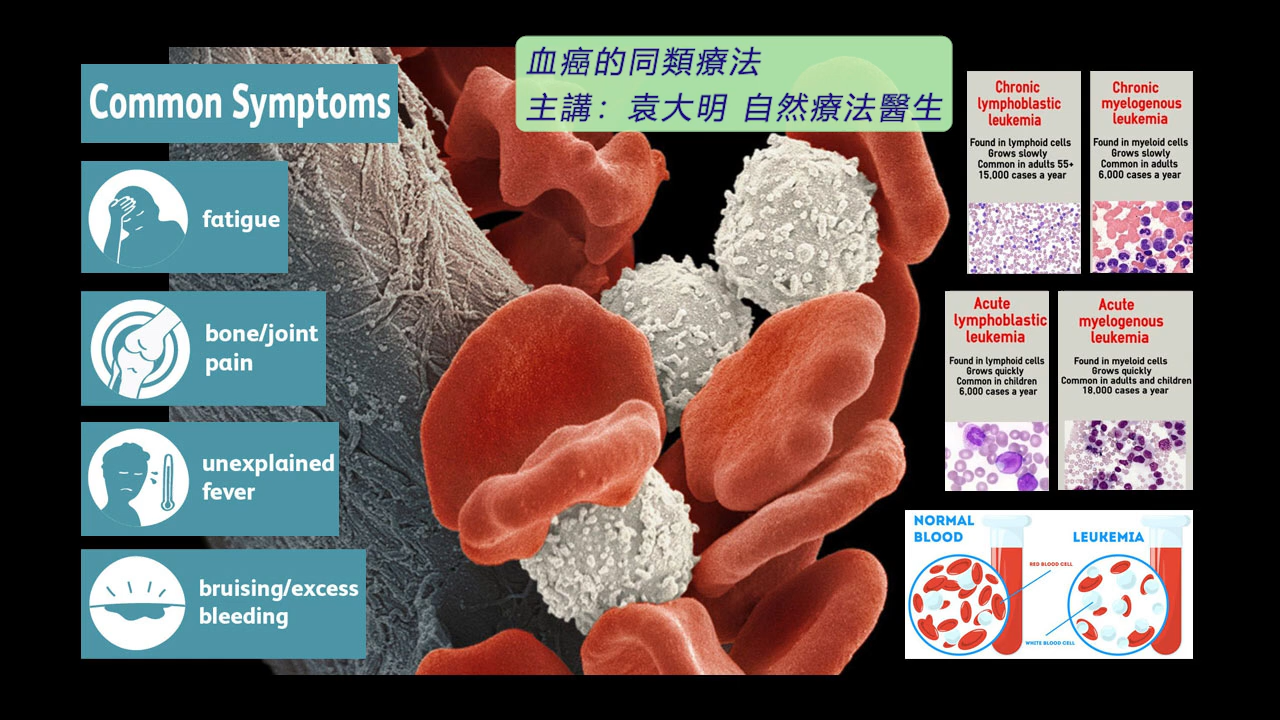 血癌的同類療法
主講：袁大明 自然療法醫生
Common Symptoms
fatigue
bone/joint
pain
unexplained
fever
bruising/excess
bleeding
Chronic
lymphoblastic
leukemia
Found in lymphoid cells
Grows slowly
Common in adults 55+
15,000 cases a year
Chronic
myelogenous
leukemia
Found in myeloid cells
Grows slowly
Common in adults
6,000 cases a year
Acute
lymphoblastic
leukemia
Found in lymphoid cells
Grows quickly
Common in children
6,000 cases a year
Acute
myelogenous
leukemia
Found in myeloid cells
Grows quickly
Common in adults and children
18,000 cases a year
NORMAL
BLOOD
LEUKEMIA
RED BLOOD CELL
WHITE BLOOD CELL